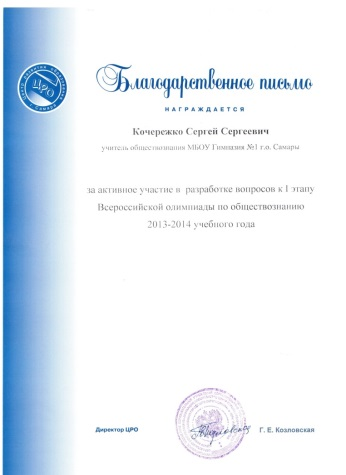 ЦРО
Благодарственное письмо
НАГРАЖДАЕТСЯ
Кочережко Сергей Сергеевич
учитель обществознания МБОУ Гимназия №1 г.о. Самары
за активное участие в разработке вопросов к I этапу
Всероссийской олимпиады по обществознанию
2013-2014 учебного года
Директор ЦРО
Г. Е. Козловская